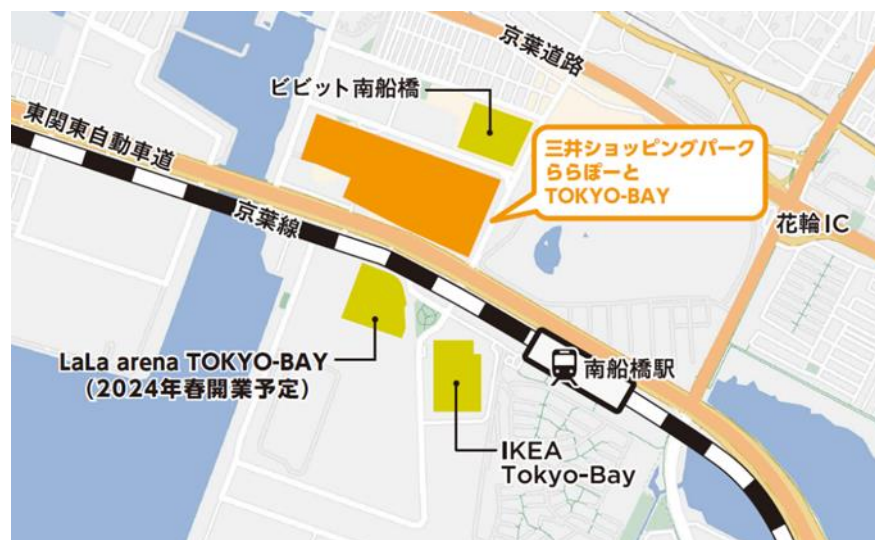 京葉道路
ビビット南船橋
東関東自動車道
三井ショッピングパーク
ららぽーと
TOKYO-BAY
花輪IC
京葉線
LaLa arena TOKYO-BAY
(2024年春開業予定)
南船橋駅
IKEA
Tokyo-Bay